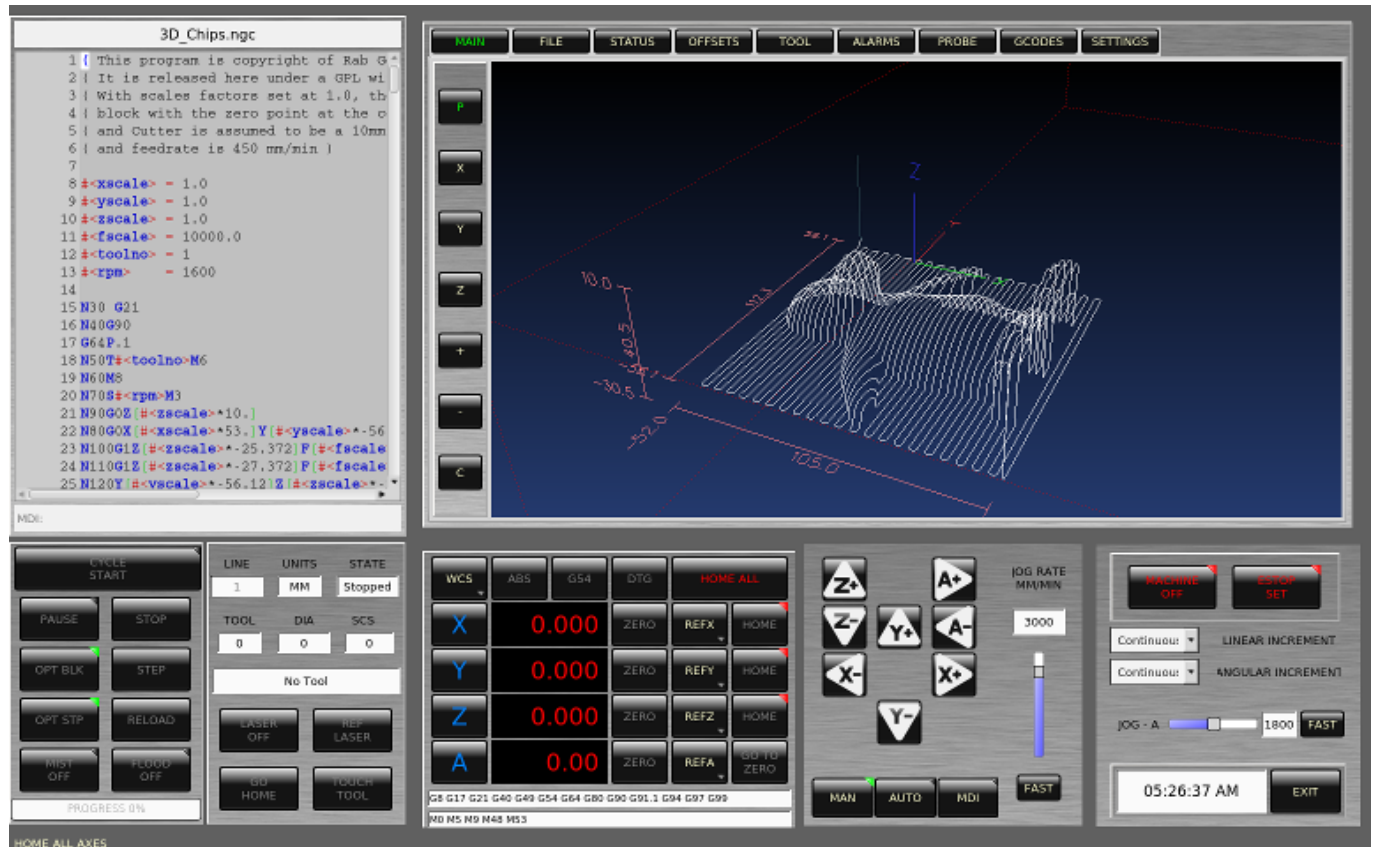 3D_Chips.ngc
1 ( This program is copyright of Rab G
2 ( It is released here under a GPL wi
3 ( With scales factors set at 1.0, th
4 ( block with the zero point at the c
5 ( and Cutter is assumed to be a 10mm
6 ( and feedrate is 450 mm/min )
7
8 #<xscale> = 1.0
9 #<yscale> = 1.0
10 #<zscale> = 1.0
11 #<fscale> = 10000.0
12 #<toolno> = 1
13 #<rpm>    = 1600
14
15 N30 G21
16 N40G90
17 G64P.1
18 N50T#<toolno>M6
19 N60M8
20 N70S#<rpm>M3
21 N90G0Z[#<zscale>*10.]
22 N80G0X[#<xscale>*53.]Y[#<yscale>*-56
23 N100G1Z[#<zscale>*-25.372]F[#<fscale
24 N110G1Z[#<zscale>*-27.372]F[#<fscale
25 N120Y[#<yscale>*-56.12]Z[#<zscale>*-
MDI:
MAIN FILE STATUS OFFSETS TOOL ALARMS PROBE GCODES SETTINGS
P
X
Y
Z
+
-
C
Z
Y
X
10.0
40.5
-30.5
112.3
-52.0
105.0
CYCLE
START
PAUSE STOP
OPT BLK STEP
OPT STP RELOAD
MIST
OFF
FLOOD
OFF
PROGRESS 0%
LINE UNITS STATE
1 MM Stopped
TOOL DIA SCS
0 0 0
No Tool
LASER
OFF
REF
LASER
GO
HOME
TOUCH
TOOL
WCS ABS G54 DTG HOME ALL
X 0.000 ZERO REFX HOME
Y 0.000 ZERO REFY HOME
Z 0.000 ZERO REFZ HOME
A 0.00 ZERO REFA GO TO
ZERO
G8 G17 G21 G40 G49 G54 G64 G80 G90 G91.1 G94 G97 G99
M0 M5 M9 M48 M53
Z+ A+
Z- Y+ A-
X- X+
Y-
JOG RATE
MM/MIN
3000
FAST
MAN AUTO MDI
MACHINE
OFF
ESTOP
SET
Continuou: LINEAR INCREMENT
Continuou: ANGULAR INCREMENT
JOG - A 1800 FAST
05:26:37 AM EXIT
HOME ALL AXES